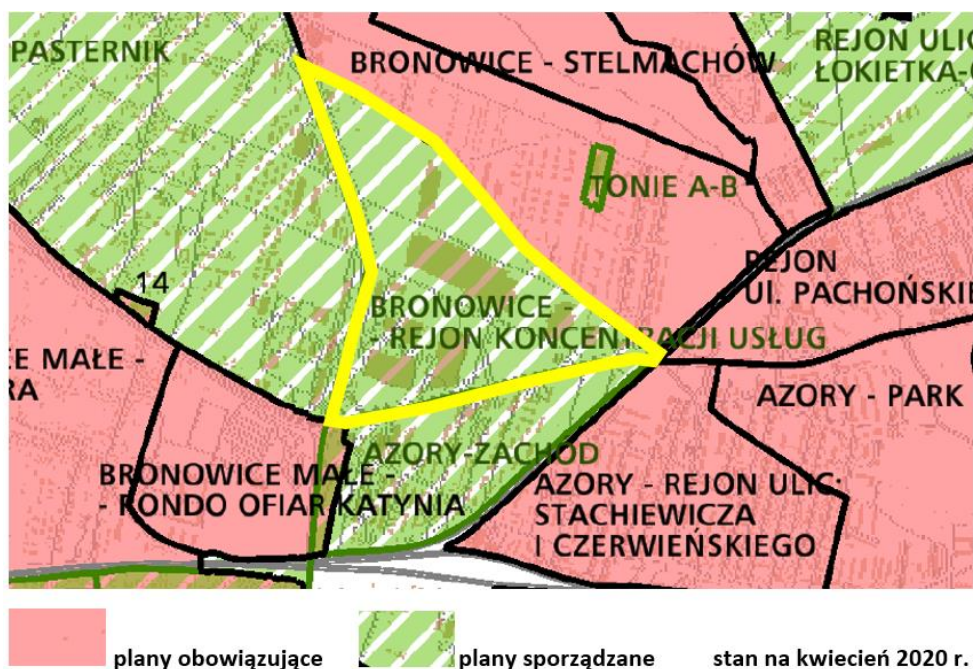 PASTERNIK
BRONOWICE - STELMACHÓW
REJON ULIC
ŁOKIETKA-
TONIE A-B
14
REJON
Ul. PACHOŃSKIE
BRONOWICE -
- REJON KONCENTRACJI USŁUG
CE MAŁE -
RA
AZORY - PARK
AZORY-ZACHÓD
BRONOWICE MAŁE -
- RONDO OFIAR KATYNIA
AZORY - REJON ULIC:
STACHIEWICZA
I CZERWIEŃSKIEGO
plany obowiązujące
plany sporządzane
stan na kwiecień 2020 r